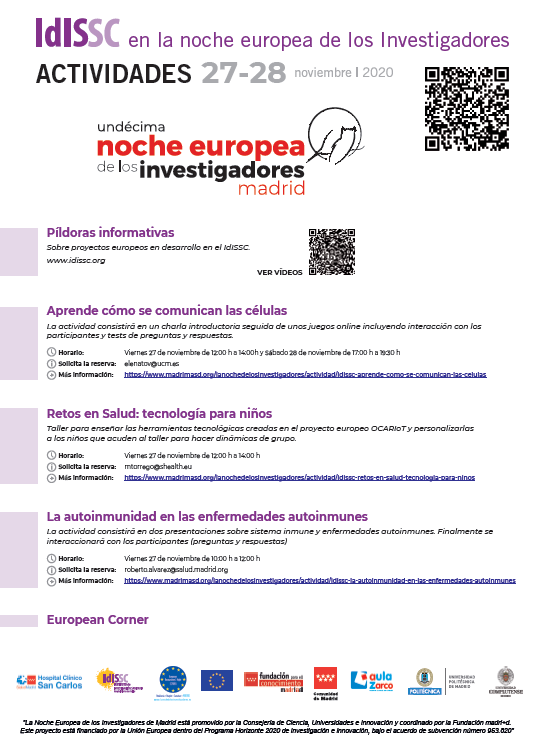 IdISSC en la noche europea de los Investigadores
ACTIVIDADES 27-28 noviembre | 2020
undécima
noche europea
de los investigadores
madrid
Píldoras informativas
Sobre proyectos europeos en desarrollo en el IdISSC.
www.idissc.org
VER VÍDEOS
Aprende cómo se comunican las células
La actividad consistirá en un charla introductoria seguida de unos juegos online incluyendo interacción con los
participantes y tests de preguntas y respuestas.
Horario: Viernes 27 de noviembre de 12:00 h a 14:00h y Sábado 28 de noviembre de 17:00 h a 19:30 h
Solicita la reserva: elenatov@ucm.es
Más información: https://www.madrimasd.org/lanochedelosinvestigadores/actividad/idissc-aprende-como-se-comunican-las-celulas
Retos en Salud: tecnología para niños
Taller para enseñar las herramientas tecnológicas creadas en el proyecto europeo OCARIoT y personalizarlas
a los niños que acuden al taller para hacer dinámicas de grupo.
Horario: Viernes 27 de noviembre de 12:00 h a 14:00 h
Solicita la reserva: mtorrego@shealth.eu
Más información: https://www.madrimasd.org/lanochedelosinvestigadores/actividad/idissc-retos-en-salud-tecnologia-para-ninos
La autoinmunidad en las enfermedades autoinmunes
La actividad consistirá en dos presentaciones sobre sistema inmune y enfermedades autoinmunes. Finalmente se
interaccionará con los participantes (preguntas y respuestas)
Horario: Viernes 27 de noviembre de 10:00 h a 12:00 h
Solicita la reserva: roberto.alvarez@salud.madrid.org
Más información: https://www.madrimasd.org/lanochedelosinvestigadores/actividad/idissc-la-autoinmunidad-en-las-enfermedades-autoinmunes
European Corner
Hospital Clínico
San Carlos
IdISSC
fundación para el
conocimiento
madri+d
Comunidad
de Madrid
aula
Zarco
POLITÉCNICA
UNIVERSIDAD
POLITÉCNICA
DE MADRID
UNIVERSIDAD
COMPLUTENSE
MADRID
"La Noche Europea de los Investigadores de Madrid está promovido por la Consejería de Ciencia, Universidades e Innovación y coordinado por la Fundación madri+d.
Este proyecto está financiado por la Unión Europea dentro del Programa Horizonte 2020 de Investigación e Innovación, bajo el acuerdo de subvención número 963.020"